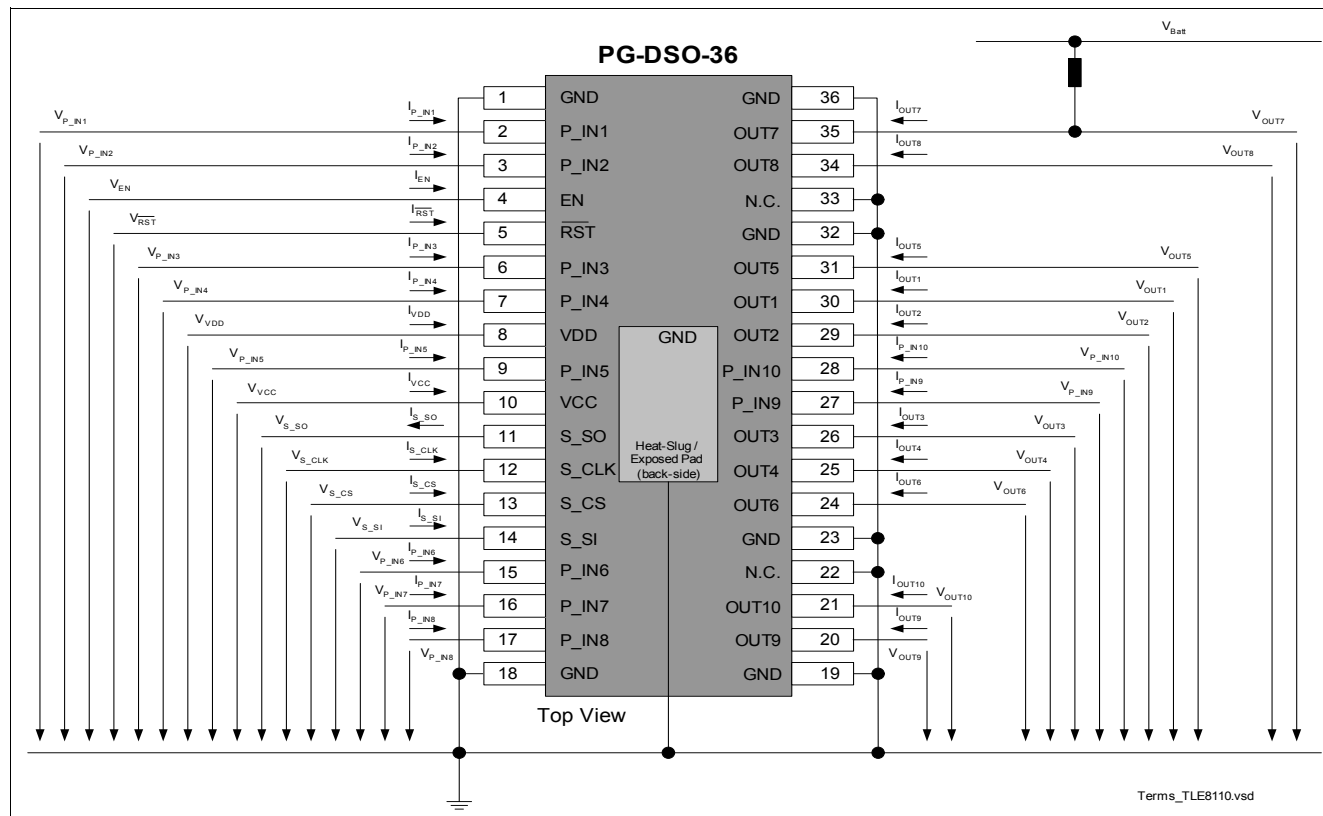 V_Batt
PG-DSO-36
1 GND GND 36
I_P_IN1 I_OUT7
V_P_IN1 2 P_IN1 OUT7 35 V_OUT7
I_P_IN2 I_OUT8
V_P_IN2 3 P_IN2 OUT8 34 V_OUT8
I_EN
V_EN 4 EN N.C. 33
I_R̅S̅T̅
V_R̅S̅T̅ 5 R̅S̅T̅ GND 32
I_P_IN3 I_OUT5
V_P_IN3 6 P_IN3 OUT5 31 V_OUT5
I_P_IN4 I_OUT1
V_P_IN4 7 P_IN4 OUT1 30 V_OUT1
I_VDD I_OUT2
V_VDD 8 VDD GND OUT2 29 V_OUT2
I_P_IN5 I_P_IN10
V_P_IN5 9 P_IN5 P_IN10 28 V_P_IN10
I_VCC I_P_IN9
V_VCC 10 VCC P_IN9 27 V_P_IN9
I_S_SO I_OUT3
V_S_SO 11 S_SO OUT3 26 V_OUT3
Heat-Slug /
Exposed Pad
(back-side)
I_S_CLK I_OUT4
V_S_CLK 12 S_CLK OUT4 25 V_OUT4
I_S_CS I_OUT6
V_S_CS 13 S_CS OUT6 24 V_OUT6
I_S_SI
V_S_SI 14 S_SI GND 23
I_P_IN6
V_P_IN6 15 P_IN6 N.C. 22
I_P_IN7 I_OUT10
V_P_IN7 16 P_IN7 OUT10 21 V_OUT10
I_P_IN8 I_OUT9
V_P_IN8 17 P_IN8 OUT9 20 V_OUT9
18 GND GND 19
Top View
Terms_TLE8110.vsd